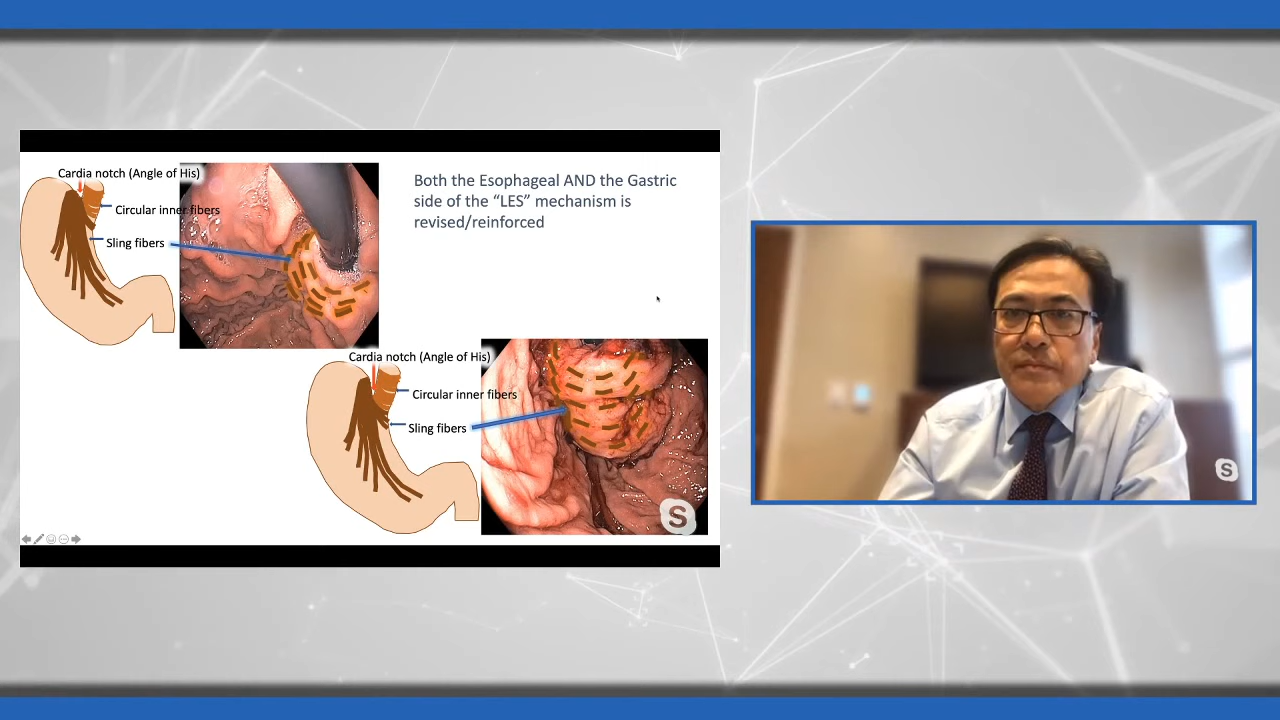 Cardia notch (Angle of His)
Circular inner fibers
Sling fibers
Both the Esophageal AND the Gastric
side of the “LES” mechanism is
revised/reinforced
Cardia notch (Angle of His)
Circular inner fibers
Sling fibers
S
S